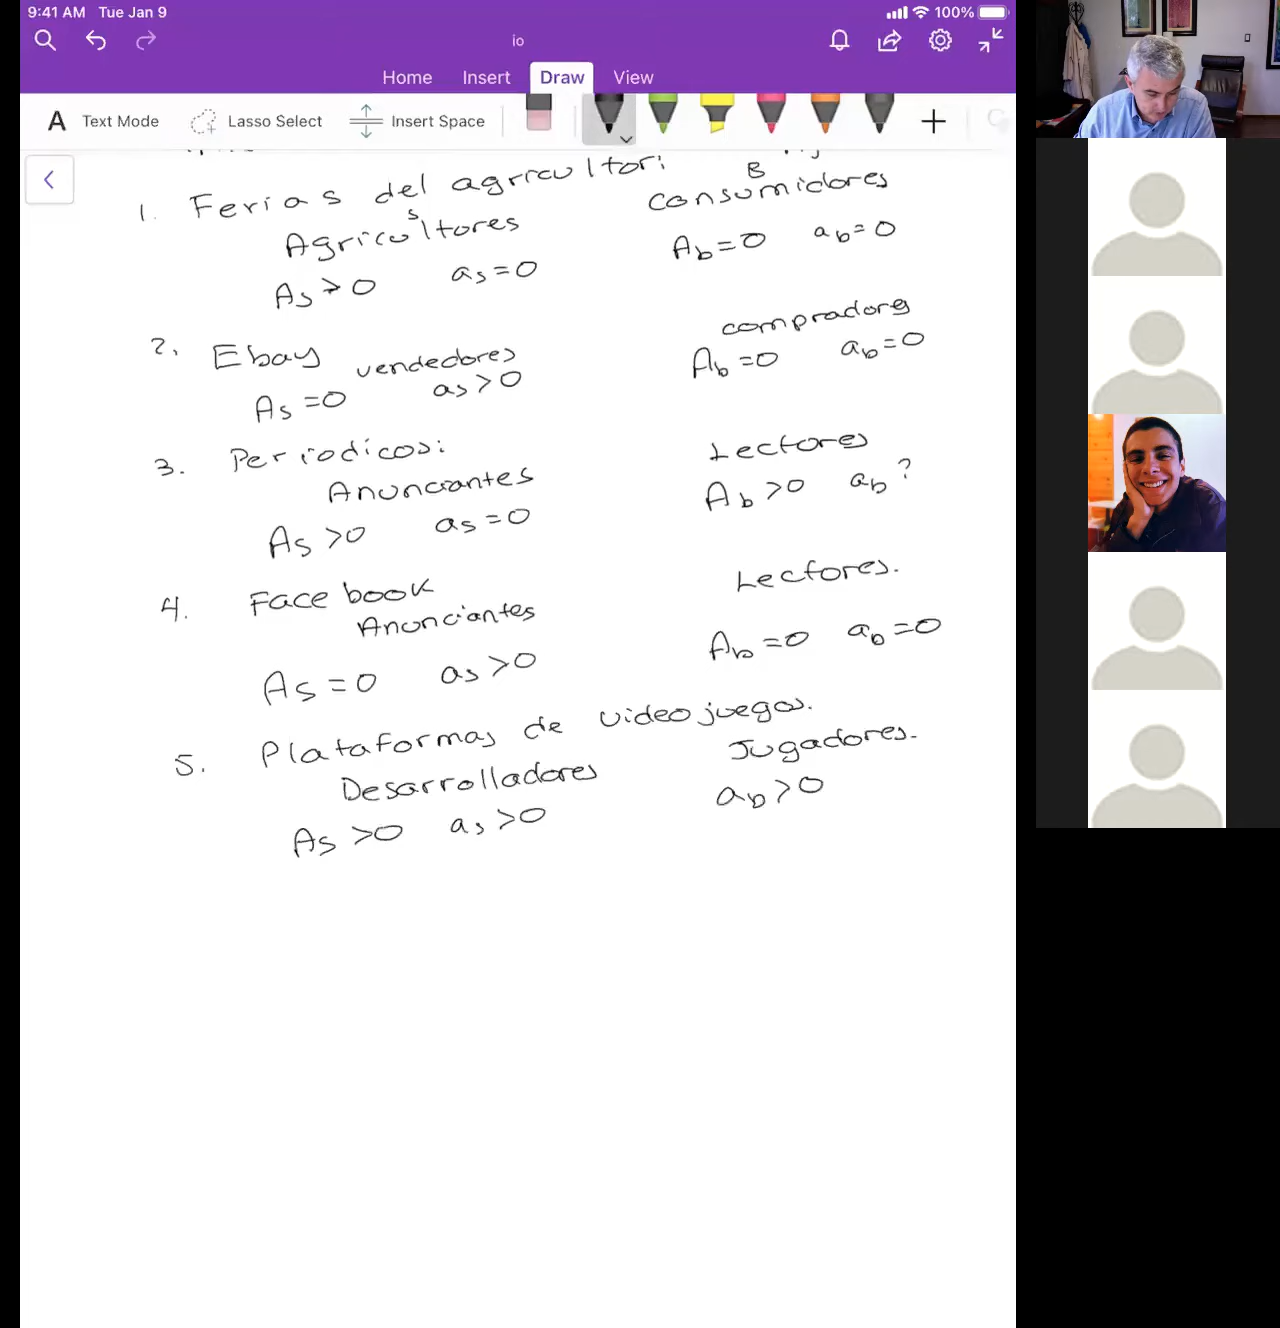 9:41 AM Tue Jan 9
100%
io
Home Insert Draw View
A Text Mode Lasso Select Insert Space
1. Ferias del agricultor:
B
Consumidores
s
Agricultores
As > 0 as = 0
Ab = 0 ab = 0
2. Ebay
vendedores
compradores
As = 0 as > 0
Ab = 0 ab = 0
3. Periodicos:
Anunciantes
Lectores
As > 0 as = 0
Ab > 0 ab ?
4. Face book
Anunciantes
Lectores.
As = 0 as > 0
Ab = 0 ab = 0
5. Plataformas de videojuegos.
Desarrolladores
Jugadores.
As > 0 as > 0
ab > 0